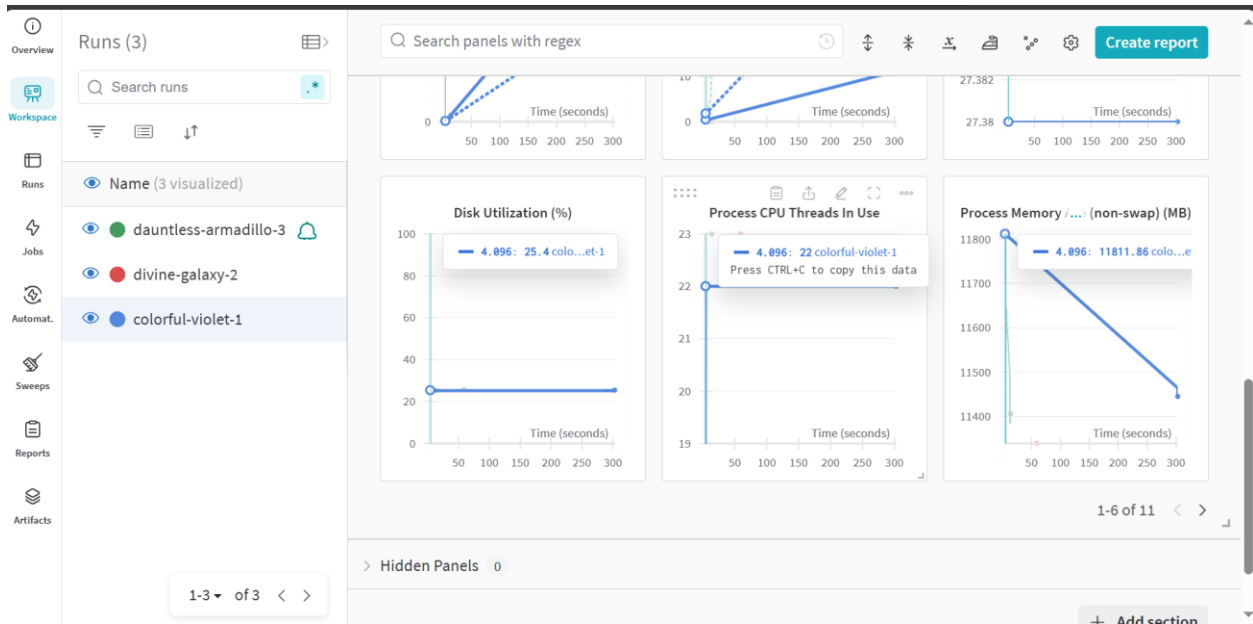 Overview
Workspace
Runs
Jobs
Automat.
Sweeps
Reports
Artifacts
Runs (3)
Search runs
.*
Name (3 visualized)
dauntless-armadillo-3
divine-galaxy-2
colorful-violet-1
1-3 of 3
Search panels with regex
Create report
0
Time (seconds)
50 100 150 200 250 300
10
0
Time (seconds)
50 100 150 200 250 300
27.382
27.38
Time (seconds)
50 100 150 200 250 300
Disk Utilization (%)
4.096: 25.4 colo...et-1
100
80
60
40
20
0
Time (seconds)
50 100 150 200 250 300
Process CPU Threads In Use
4.096: 22 colorful-violet-1
Press CTRL+C to copy this data
23
22
21
20
19
Time (seconds)
50 100 150 200 250 300
Process Memory ... (non-swap) (MB)
4.096: 11811.86 colo...e
11800
11700
11600
11500
11400
Time (seconds)
50 100 150 200 250 300
1-6 of 11
Hidden Panels 0
+ Add section